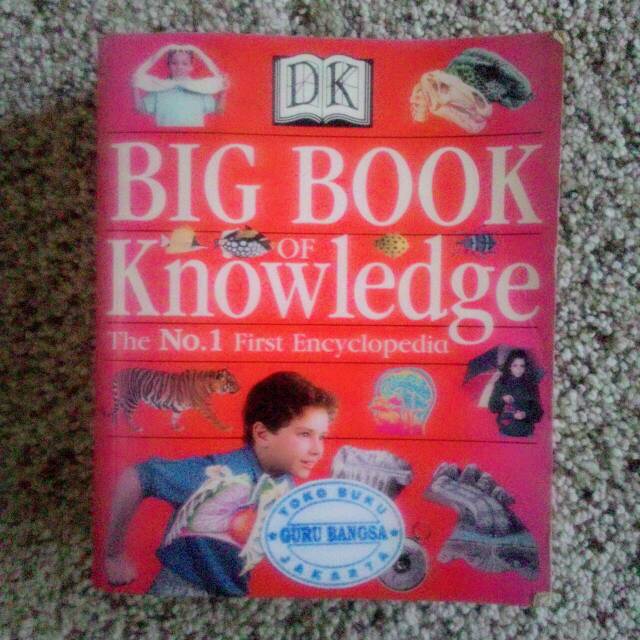 DK
BIG BOOK
OF
Knowledge
The No.1 First Encyclopedia
TOKO BUKU
GURU BANGSA
JAKARTA